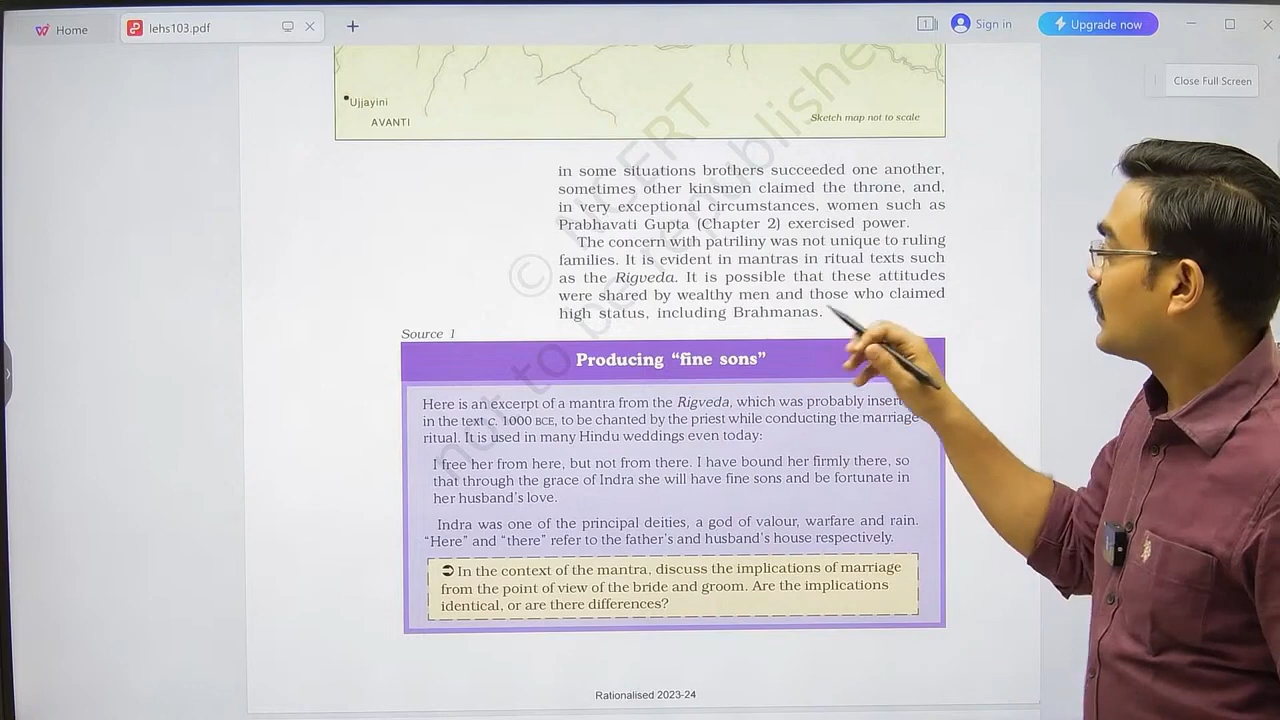 Home
lehs103.pdf
1
Sign in
Upgrade now
Close Full Screen
Ujjayini
AVANTI
Sketch map not to scale
© NCERT
not to be republished
in some situations brothers succeeded one another,
sometimes other kinsmen claimed the throne, and,
in very exceptional circumstances, women such as
Prabhavati Gupta (Chapter 2) exercised power.
The concern with patriliny was not unique to ruling
families. It is evident in mantras in ritual texts such
as the Rigveda. It is possible that these attitudes
were shared by wealthy men and those who claimed
high status, including Brahmanas.
Source 1
Producing “fine sons”
Here is an excerpt of a mantra from the Rigveda, which was probably
in the text c. 1000 BCE, to be chanted by the priest while conducting the marriage
ritual. It is used in many Hindu weddings even today:
I free her from here, but not from there. I have bound her firmly there, so
that through the grace of Indra she will have fine sons and be fortunate in
her husband’s love.
Indra was one of the principal deities, a god of valour, warfare and rain.
“Here” and “there” refer to the father’s and husband’s house respectively.
➲ In the context of the mantra, discuss the implications of marriage
from the point of view of the bride and groom. Are the implications
identical, or are there differences?
Rationalised 2023-24